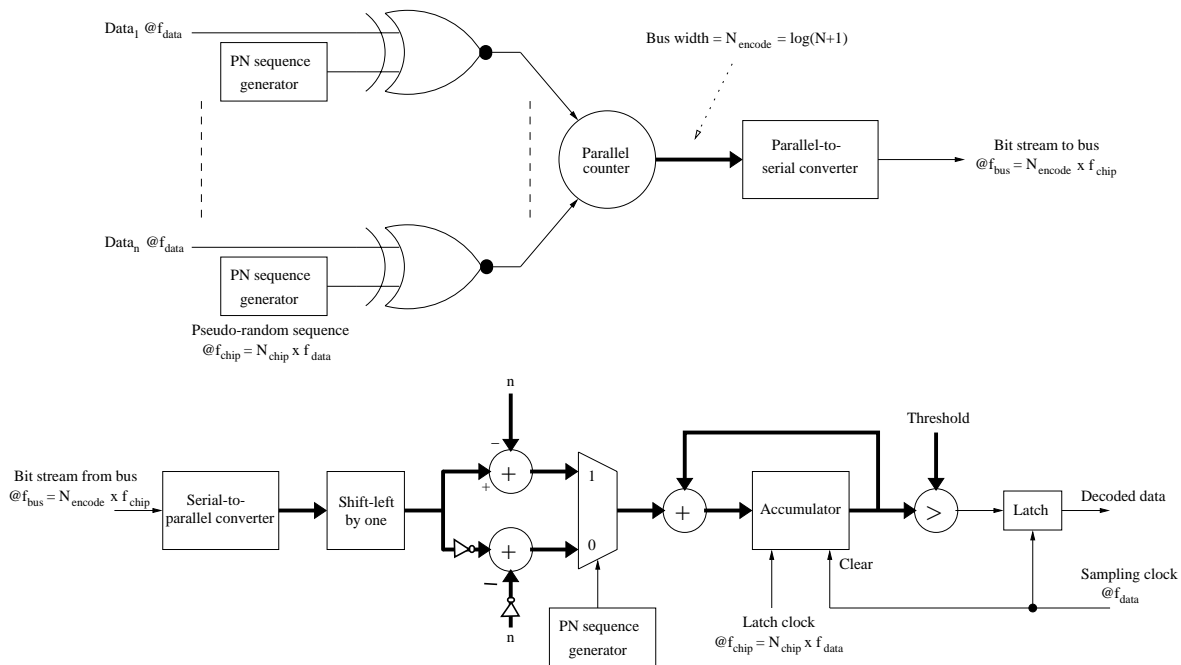 Data1 @fdata
PN sequence
generator
Bus width = Nencode = log(N+1)
Parallel
counter
Parallel-to-
serial converter
Bit stream to bus
@fbus = Nencode x fchip
Datan @fdata
PN sequence
generator
Pseudo-random sequence
@fchip = Nchip x fdata
n
−
+
+
Threshold
Bit stream from bus
@fbus = Nencode x fchip
Serial-to-
parallel converter
Shift-left
by one
1
0
+
−
n
PN sequence
generator
+
Accumulator
Clear
Latch clock
@fchip = Nchip x fdata
>
Latch
Decoded data
Sampling clock
@fdata